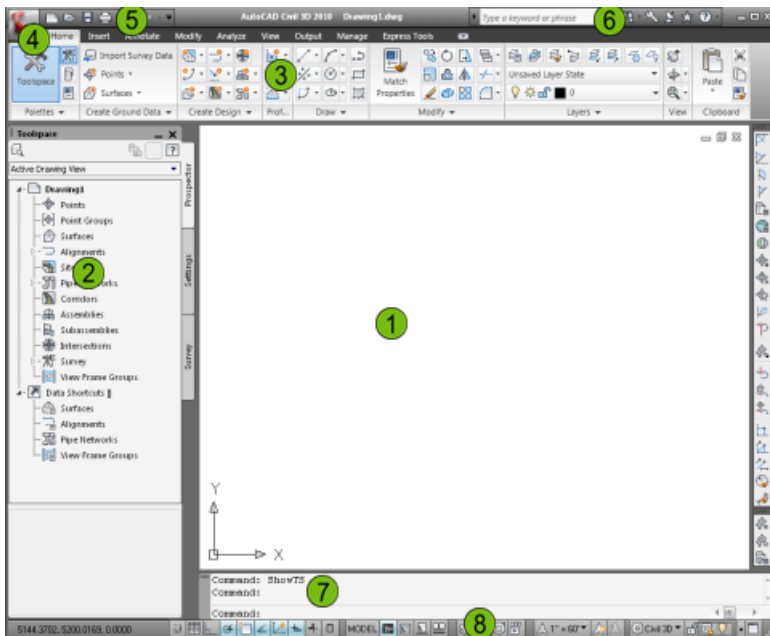 5
AutoCAD Civil 3D 2010 Drawing1.dwg
Type a keyword or phrase
6
4
Home Insert Annotate Modify Analyze View Output Manage Express Tools
Toolspace
Import Survey Data
Points
Surfaces
3
Match
Properties
Unsaved Layer State
0
Paste
Palettes Create Ground Data Create Design Prof... Draw Modify Layers View Clipboard
Toolspace
Active Drawing View
Drawing1
Points
Point Groups
Surfaces
Alignments
2
Corridors
Assemblies
Subassemblies
Intersections
Survey
View Frame Groups
Data Shortcuts []
Surfaces
Alignments
Pipe Networks
View Frame Groups
Prospector
Settings
Survey
1
Y
X
Command: ShowTS
Command:
7
Command:
5144.3702, 5200.0169, 0.0000
MODEL
8
1" = 60'
Civil 3D